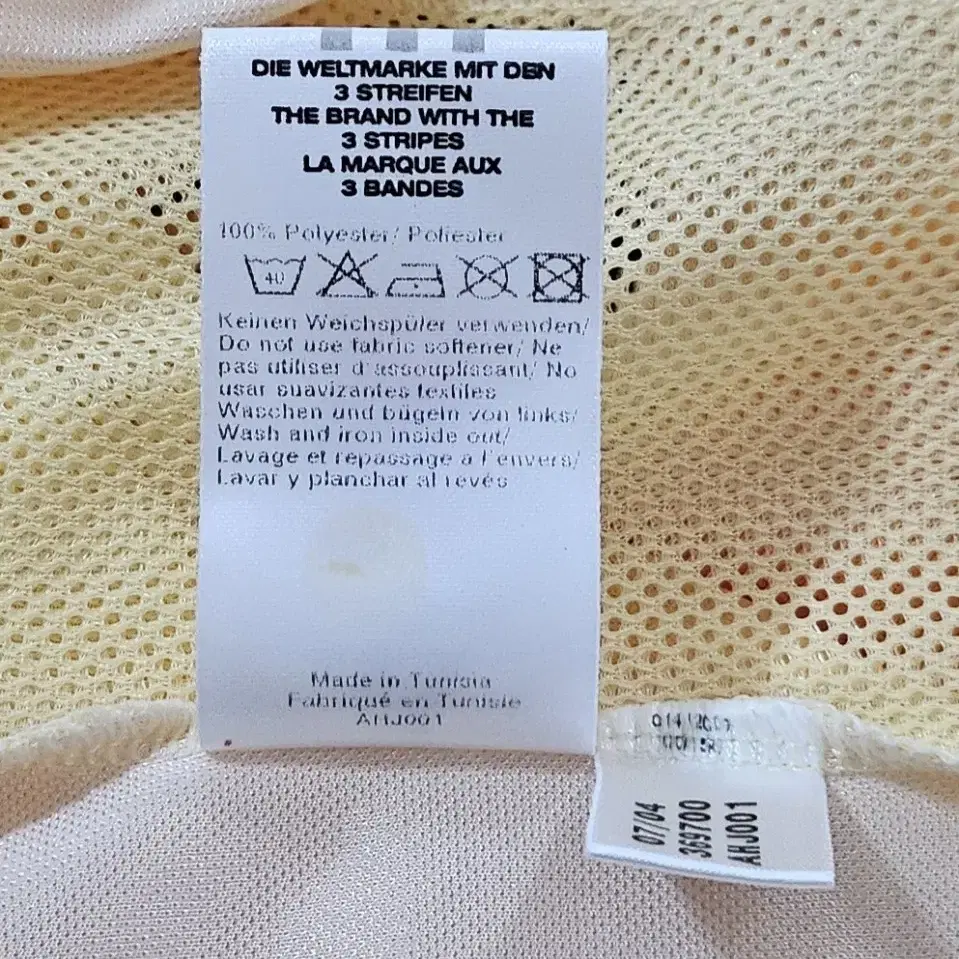 DIE WELTMARKE MIT DEN
3 STREIFEN
THE BRAND WITH THE
3 STRIPES
LA MARQUE AUX
3 BANDES
100% Polyester/ Poliester
40
Keinen Weichspüler verwenden/
Do not use fabric softener/ Ne
pas utiliser d'assouplissant/ No
usar suavizantes textiles
Waschen und bügeln von links/
Wash and iron inside out/
Lavage et repassage a l'envers/
Lavar y planchar al revés
Made in Tunisia
Fabriqué en Tunisie
AHJ001
07/04
369700
AHJ001